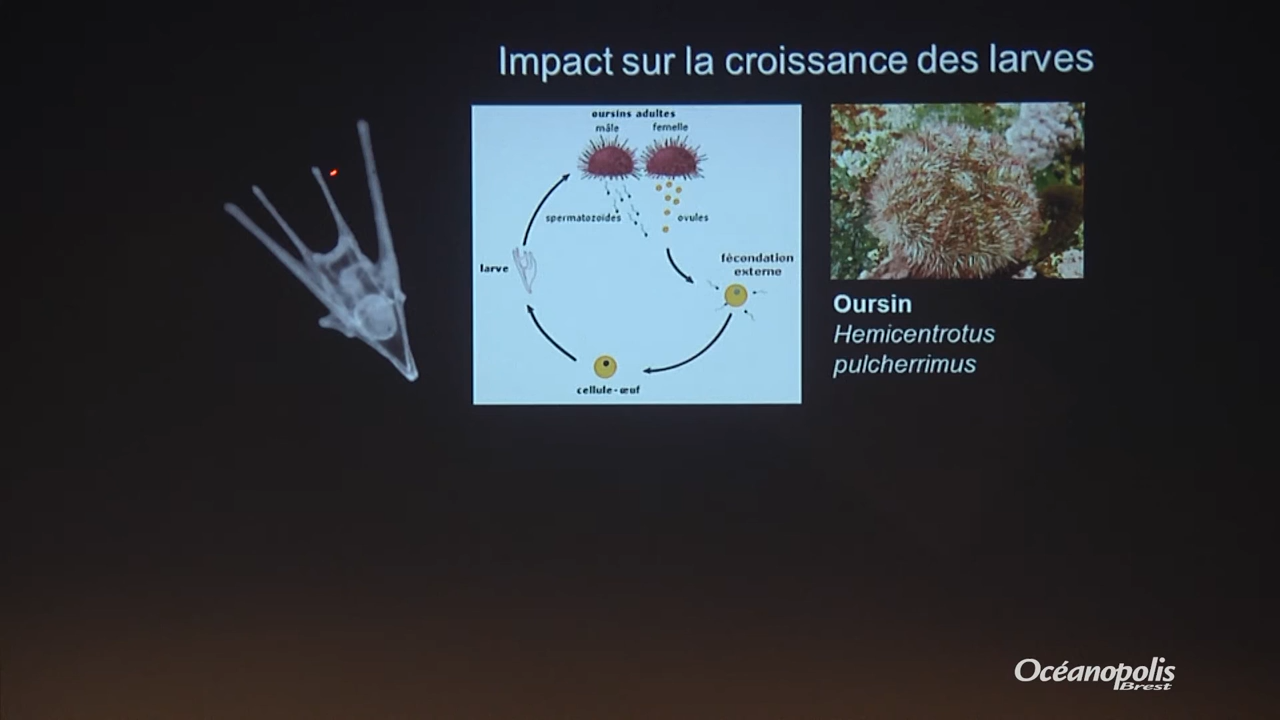 Impact sur la croissance des larves
oursins adultes
mâle
femelle
spermatozoïdes
ovules
fécondation
externe
larve
cellule-œuf
Oursin
Hemicentrotus
pulcherrimus
Océanopolis
Brest